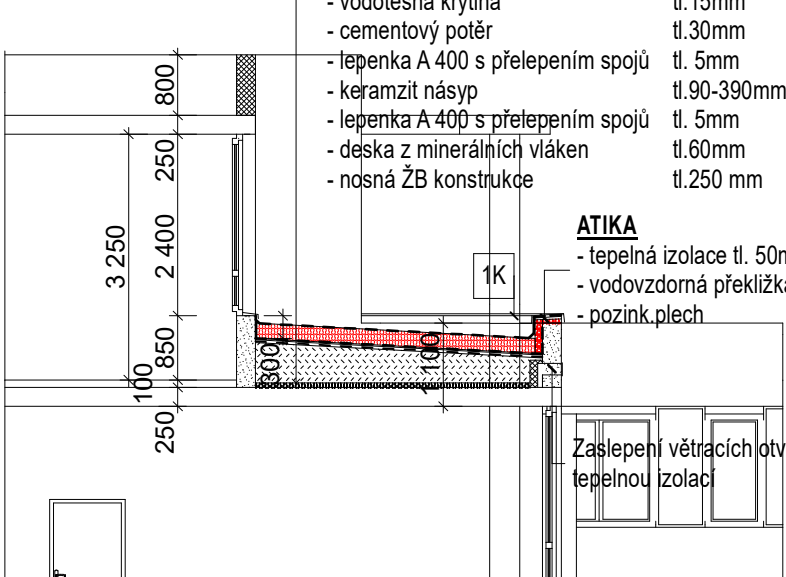 - vodotěsná krytina tl.15mm
- cementový potěr tl.30mm
- lepenka A 400 s přelepením spojů tl. 5mm
- keramzit násyp tl.90-390mm
- lepenka A 400 s přelepením spojů tl. 5mm
- deska z minerálních vláken tl.60mm
- nosná ŽB konstrukce tl.250 mm
ATIKA
- tepelná izolace tl. 50m
- vodovzdorná překližka
- pozink.plech
1K
800
250
2 400
3 250
850
100
250
300
100
Zaslepení větracích otv
tepelnou izolací